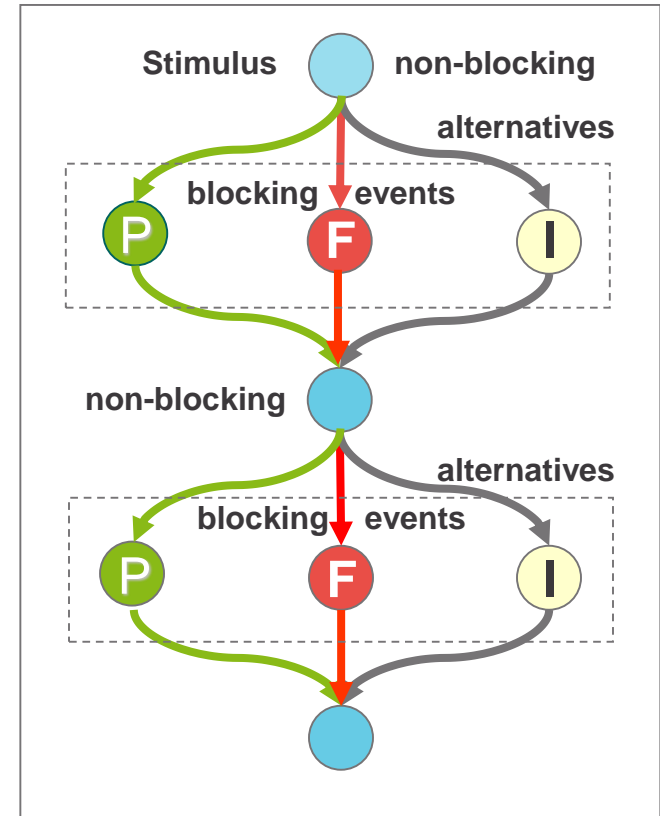 Stimulus non-blocking
alternatives
blocking events
P F I
non-blocking
alternatives
blocking events
P F I